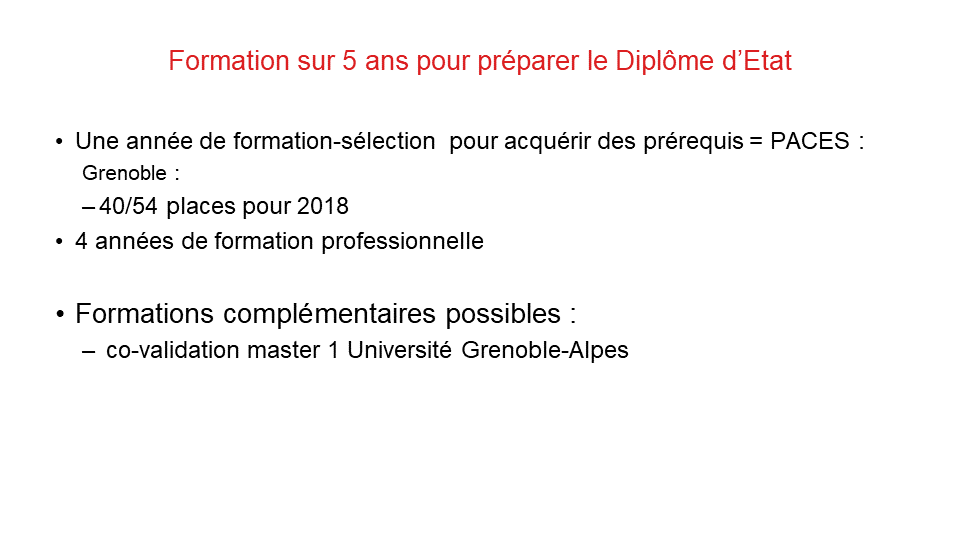 Formation sur 5 ans pour préparer le Diplôme d’Etat
• Une année de formation-sélection  pour acquérir des prérequis = PACES :
Grenoble :
– 40/54 places pour 2018
• 4 années de formation professionnelle
• Formations complémentaires possibles :
– co-validation master 1 Université Grenoble-Alpes